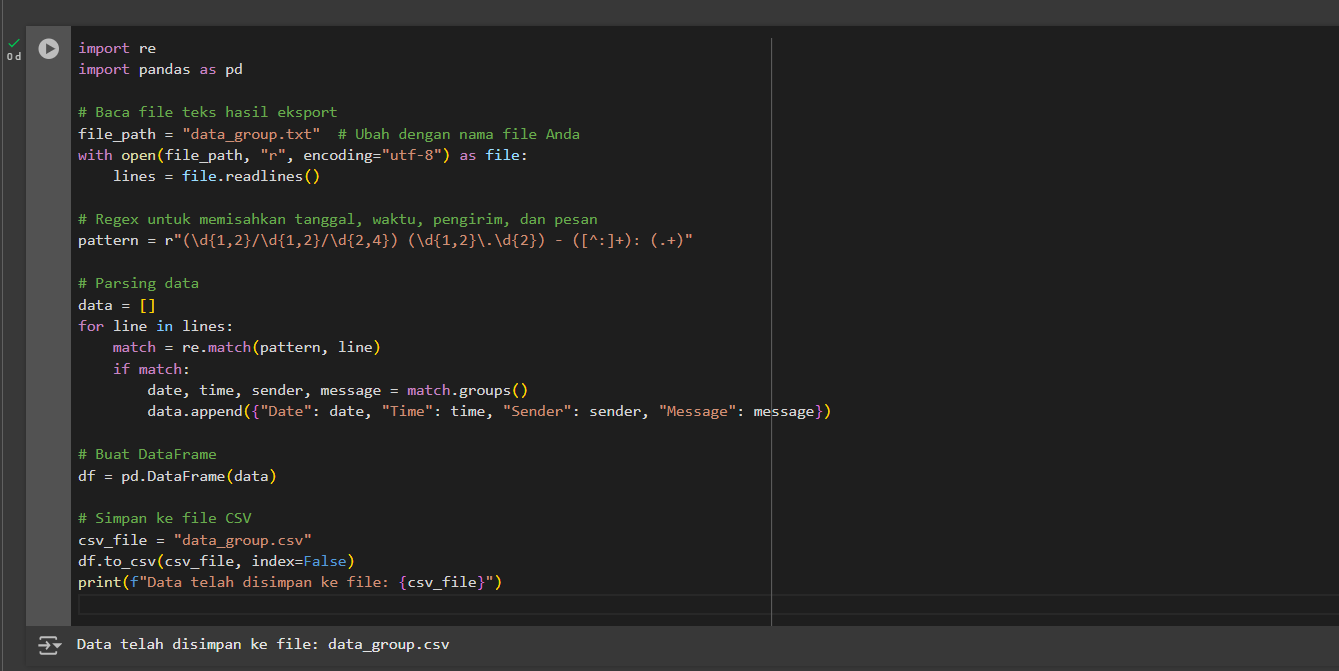 0 d
import re
import pandas as pd
# Baca file teks hasil eksport
file_path = "data_group.txt"  # Ubah dengan nama file Anda
with open(file_path, "r", encoding="utf-8") as file:
    lines = file.readlines()
# Regex untuk memisahkan tanggal, waktu, pengirim, dan pesan
pattern = r"(\d{1,2}/\d{1,2}/\d{2,4}) (\d{1,2}\.\d{2}) - ([^:]+): (.+)"
# Parsing data
data = []
for line in lines:
    match = re.match(pattern, line)
    if match:
        date, time, sender, message = match.groups()
        data.append({"Date": date, "Time": time, "Sender": sender, "Message": message})
# Buat DataFrame
df = pd.DataFrame(data)
# Simpan ke file CSV
csv_file = "data_group.csv"
df.to_csv(csv_file, index=False)
print(f"Data telah disimpan ke file: {csv_file}")
Data telah disimpan ke file: data_group.csv